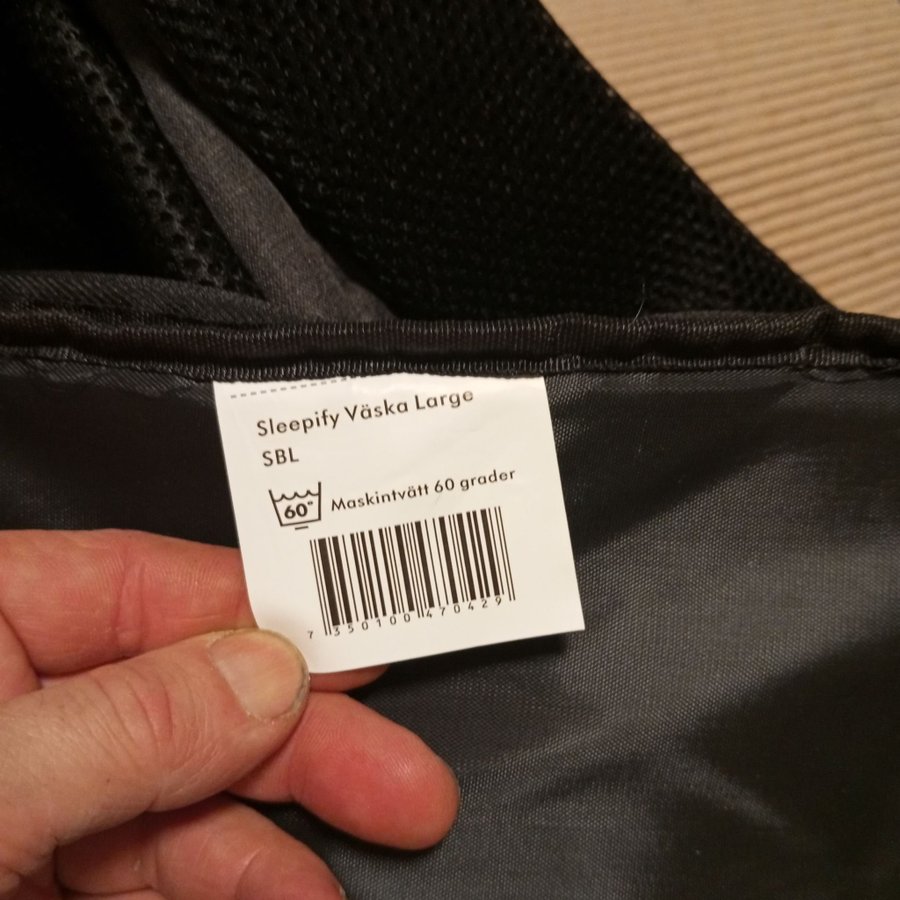 Sleepify Väska Large
SBL
60° Maskintvätt 60 grader
7 350100 470429